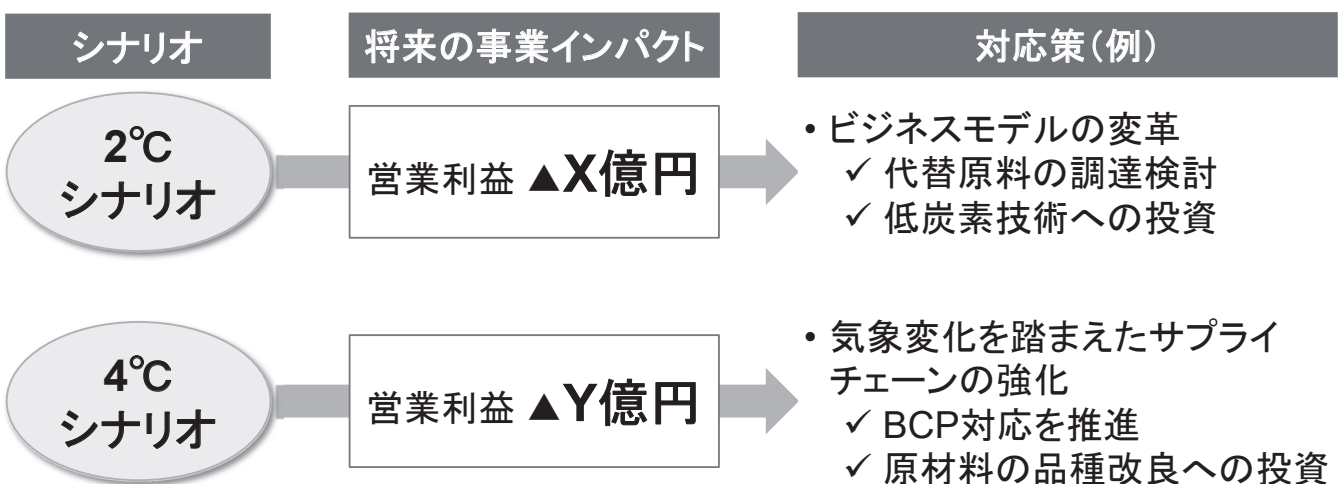 シナリオ
将来の事業インパクト
対応策(例)
2℃
シナリオ
営業利益 ▲X億円
• ビジネスモデルの変革
✓ 代替原料の調達検討
✓ 低炭素技術への投資
4℃
シナリオ
営業利益 ▲Y億円
• 気象変化を踏まえたサプライ
チェーンの強化
✓ BCP対応を推進
✓ 原材料の品種改良への投資